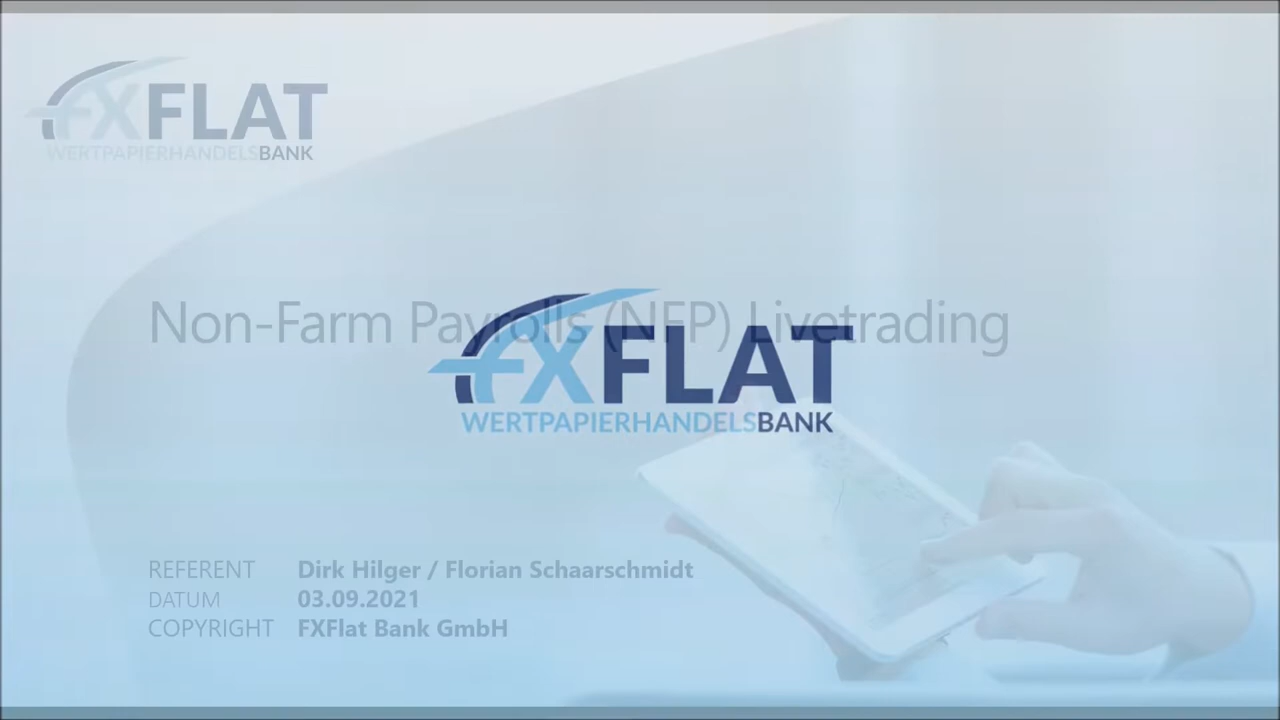 FXFLAT
WERTPAPIERHANDELSBANK
Non-Farm Payrolls (NFP) Livetrading
FXFLAT
WERTPAPIERHANDELSBANK
REFERENT Dirk Hilger / Florian Schaarschmidt
DATUM 03.09.2021
COPYRIGHT FXFlat Bank GmbH